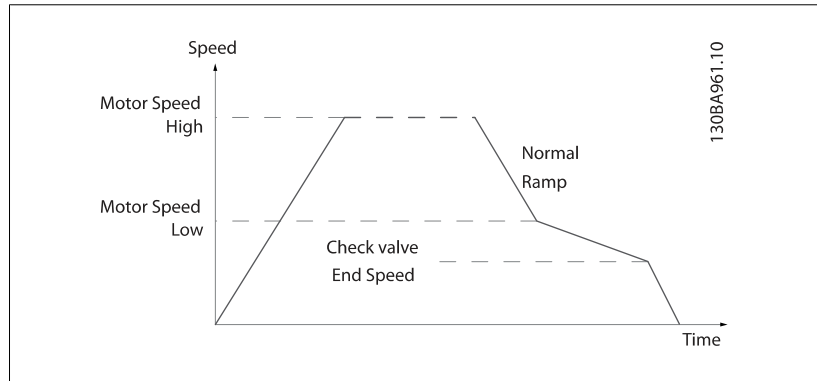 Speed
130BA961.10
Motor Speed
High
Normal
Ramp
Motor Speed
Low
Check valve
End Speed
Time